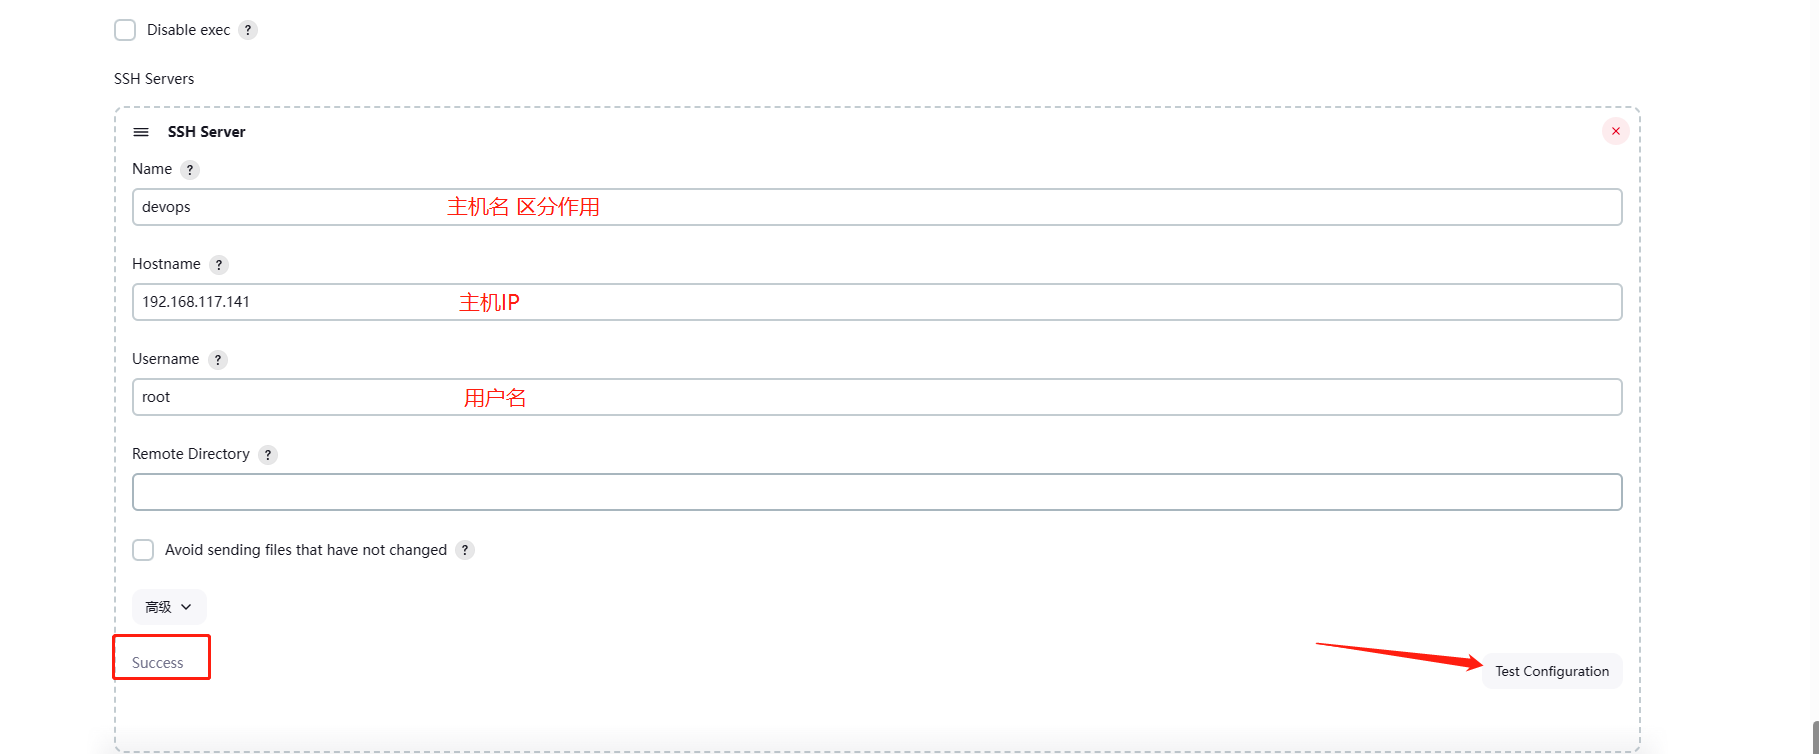 Disable exec ?
SSH Servers
SSH Server
Name ?
devops 主机名 区分作用
Hostname ?
192.168.117.141 主机IP
Username ?
root 用户名
Remote Directory ?
Avoid sending files that have not changed ?
高级
Success
Test Configuration